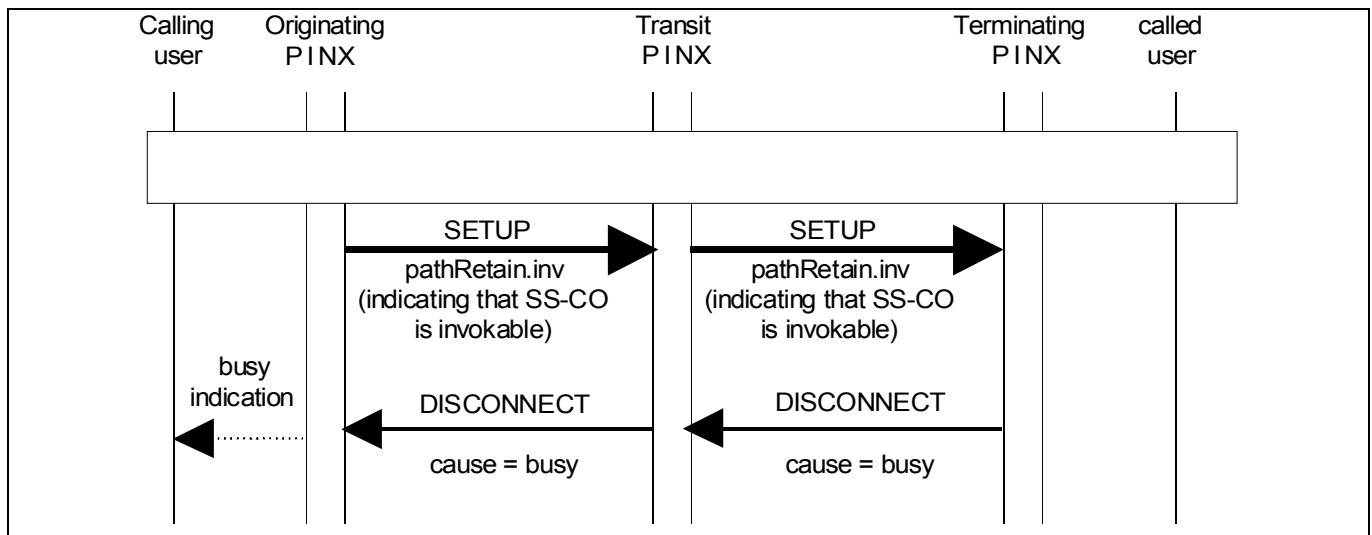 Calling user
Originating PINX
Transit PINX
Terminating PINX
called user
SETUP
pathRetain.inv
(indicating that SS-CO
is invokable)
SETUP
pathRetain.inv
(indicating that SS-CO
is invokable)
busy
indication
DISCONNECT
cause = busy
DISCONNECT
cause = busy